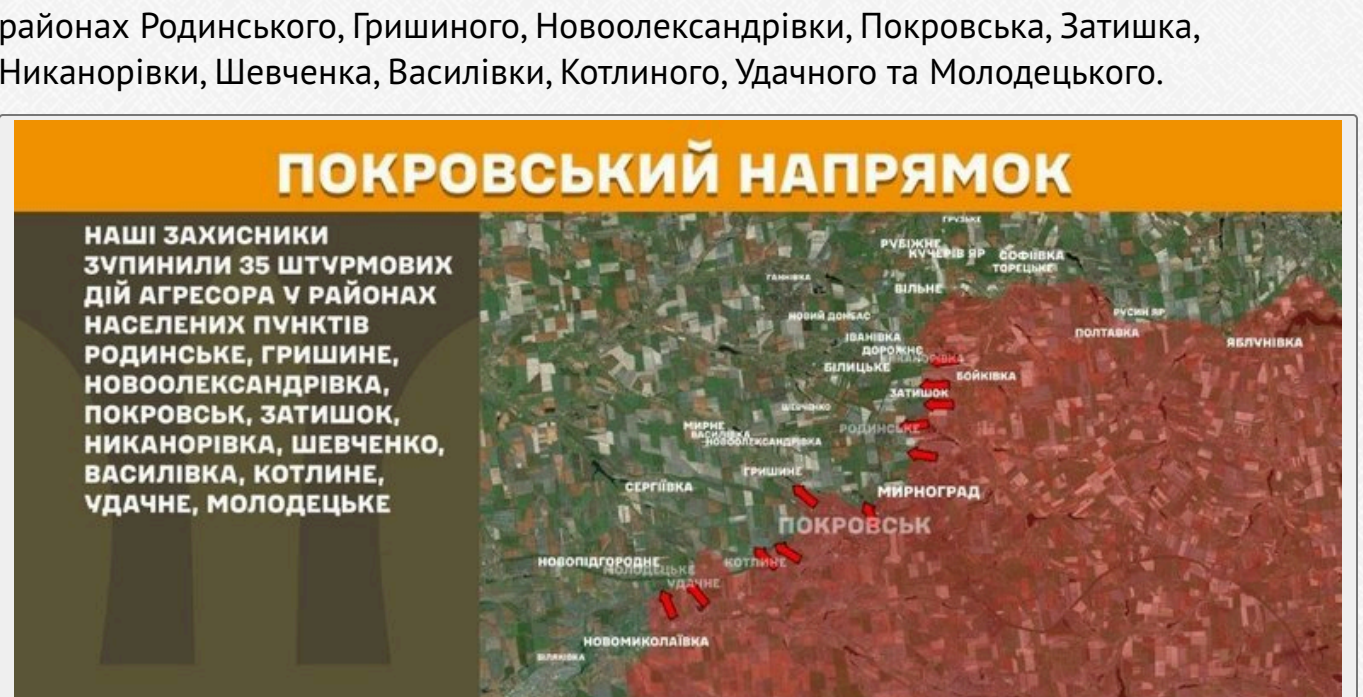 районах Родинського, Гришиного, Новоолександрівки, Покровська, Затишка,
Никанорівки, Шевченка, Василівки, Котлиного, Удачного та Молодецького.
ПОКРОВСЬКИЙ НАПРЯМОК
НАШІ ЗАХИСНИКИ
ЗУПИНИЛИ 35 ШТУРМОВИХ
ДІЙ АГРЕСОРА У РАЙОНАХ
НАСЕЛЕНИХ ПУНКТІВ
РОДИНСЬКЕ, ГРИШИНЕ,
НОВООЛЕКСАНДРІВКА,
ПОКРОВСЬК, ЗАТИШОК,
НИКАНОРІВКА, ШЕВЧЕНКО,
ВАСИЛІВКА, КОТЛИНЕ,
УДАЧНЕ, МОЛОДЕЦЬКЕ
ГРУЗЬКЕ
РУБІЖНЕ
КУЧЕРІВ ЯР
СОФІЇВКА
ТОРЕЦЬКЕ
ГАННІВКА
ВІЛЬНЕ
НОВИЙ ДОНБАС
РУСИН ЯР
ІВАНІВКА
ПОЛТАВКА
ЯБЛУНІВКА
ДОРОЖНЄ
НИКАНОРІВКА
БІЛИЦЬКЕ
БОЙКІВКА
ЗАТИШОК
ШЕВЧЕНКО
МИРНЕ
РОДИНСЬКЕ
ВАСИЛІВКА
НОВООЛЕКСАНДРІВКА
ГРИШИНЕ
СЕРГІЇВКА
МИРНОГРАД
ПОКРОВСЬК
НОВОПІДГОРОДНЕ
КОТЛИНЕ
МОЛОДЕЦЬКЕ
УДАЧНЕ
НОВОМИКОЛАЇВКА